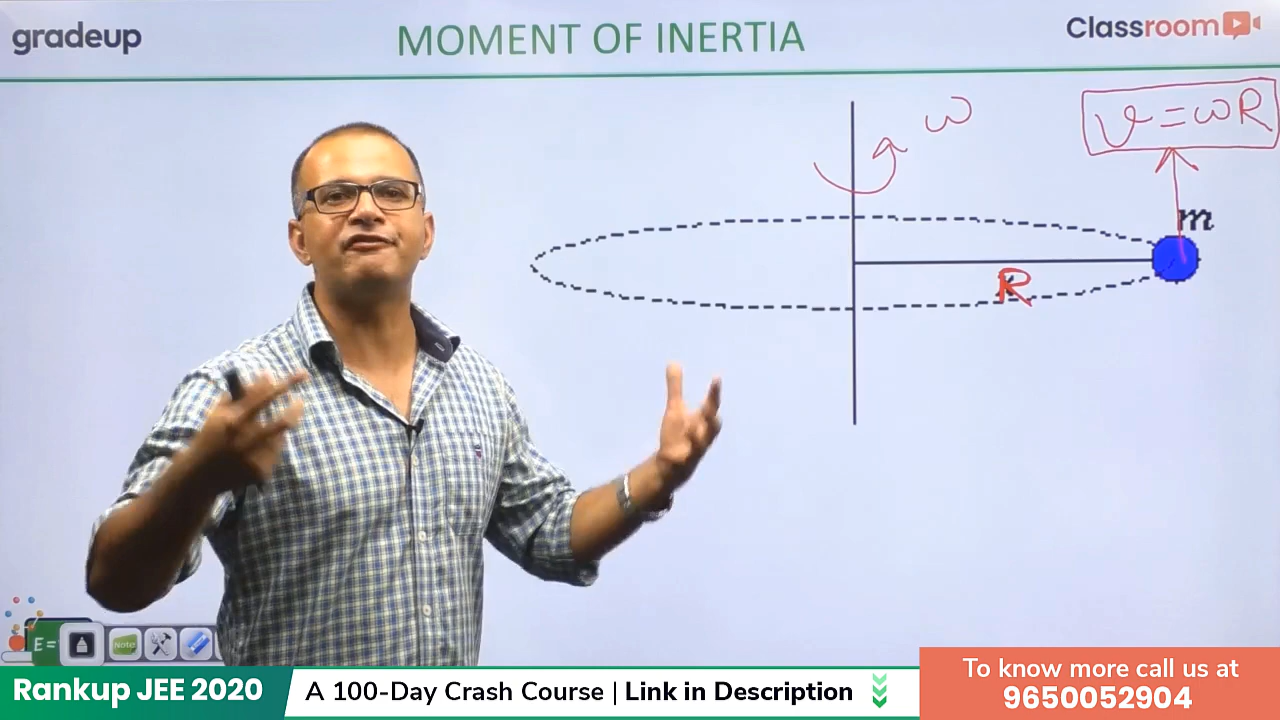 gradeup
MOMENT OF INERTIA
Classroom
ω
v=ωR
m
R
E=
Note
Rankup JEE 2020
A 100-Day Crash Course | Link in Description
To know more call us at
9650052904